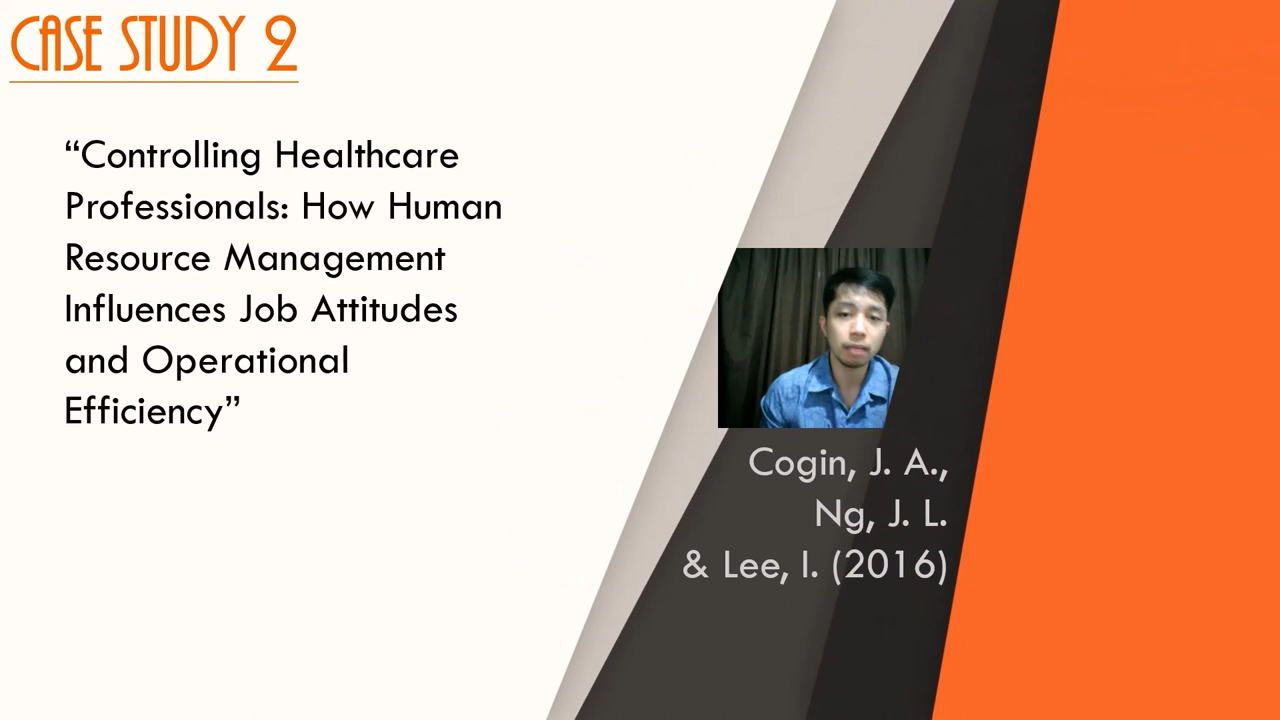 CASE STUDY 2
“Controlling Healthcare
Professionals: How Human
Resource Management
Influences Job Attitudes
and Operational
Efficiency”
Cogin, J. A.,
Ng, J. L.
& Lee, I. (2016)